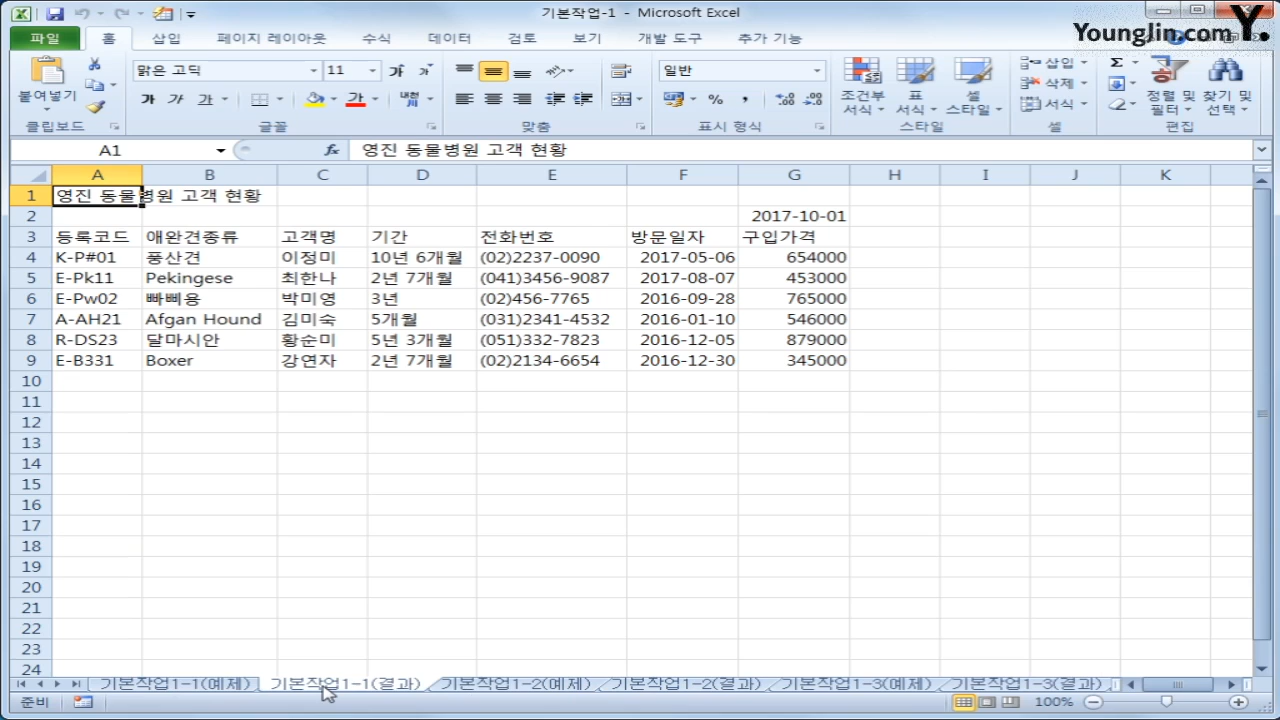 기본작업-1 - Microsoft Excel
Younglin.com Y.
파일 홈 삽입 페이지 레이아웃 수식 데이터 검토 보기 개발 도구 추가 기능
붙여넣기 맑은 고딕 11 가 가 일반 조건부 서식 표 서식 셀 스타일 삽입 삭제 서식 정렬 및 필터 찾기 및 선택
가 가 가 가 % ,
클립보드 글꼴 맞춤 표시 형식 스타일 셀 편집
A1 fx 영진 동물병원 고객 현황
A B C D E F G H I J K
1 영진 동물병원 고객 현황
2 2017-10-01
3 등록코드 애완견종류 고객명 기간 전화번호 방문일자 구입가격
4 K-P#01 풍산견 이정미 10년 6개월 (02)2237-0090 2017-05-06 654000
5 E-Pk11 Pekingese 최한나 2년 7개월 (041)3456-9087 2017-08-07 453000
6 E-Pw02 빠삐용 박미영 3년 (02)456-7765 2016-09-28 765000
7 A-AH21 Afgan Hound 김미숙 5개월 (031)2341-4532 2016-01-10 546000
8 R-DS23 달마시안 황순미 5년 3개월 (051)332-7823 2016-12-05 879000
9 E-B331 Boxer 강연자 2년 7개월 (02)2134-6654 2016-12-30 345000
10
11
12
13
14
15
16
17
18
19
20
21
22
23
24
기본작업1-1(예제) 기본작업1-1(결과) 기본작업1-2(예제) 기본작업1-2(결과) 기본작업1-3(예제) 기본작업1-3(결과)
준비 100%